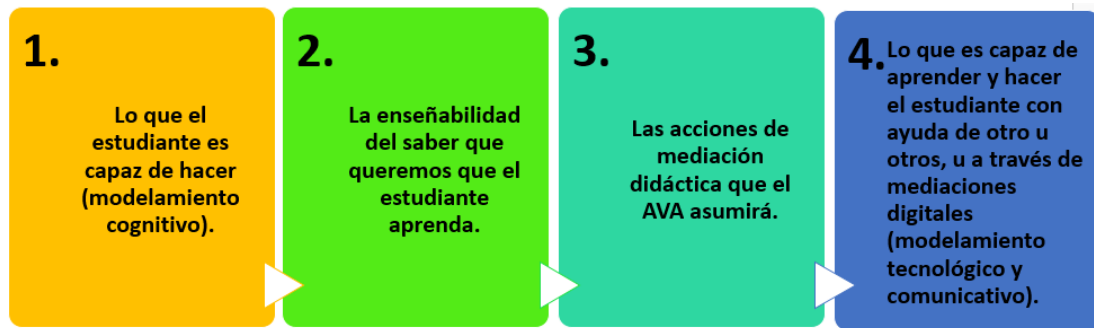 1.
Lo que el
estudiante es
capaz de hacer
(modelamiento
cognitivo).
2.
La enseñabilidad
del saber que
queremos que el
estudiante
aprenda.
3.
Las acciones de
mediación
didáctica que el
AVA asumirá.
4.
Lo que es capaz de
aprender y hacer
el estudiante con
ayuda de otro u
otros, u a través de
mediaciones
digitales
(modelamiento
tecnológico y
comunicativo).